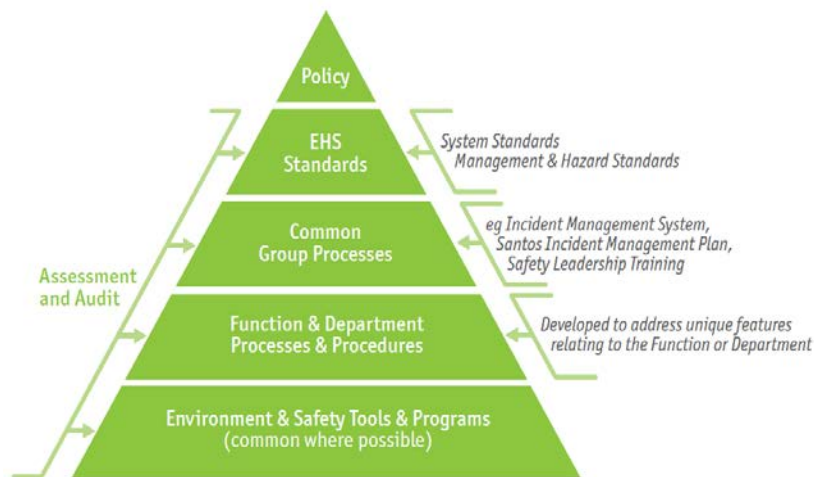 Policy
EHS
Standards
System Standards
Management & Hazard Standards
Common
Group Processes
eg Incident Management System,
Santos Incident Management Plan,
Safety Leadership Training
Assessment
and Audit
Function & Department
Processes & Procedures
Developed to address unique features
relating to the Function or Department
Environment & Safety Tools & Programs
(common where possible)